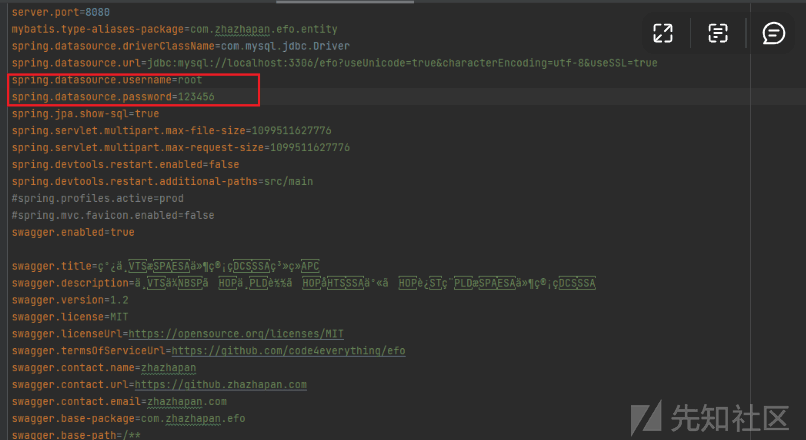 server.port=8080
mybatis.type-aliases-package=com.zhazhapan.efo.entity
spring.datasource.driverClassName=com.mysql.jdbc.Driver
spring.datasource.url=jdbc:mysql://localhost:3306/efo?useUnicode=true&characterEncoding=utf-8&useSSL=true
spring.datasource.username=root
spring.datasource.password=123456
spring.jpa.show-sql=true
spring.servlet.multipart.max-file-size=1099511627776
spring.servlet.multipart.max-request-size=1099511627776
spring.devtools.restart.enabled=false
spring.devtools.restart.additional-paths=src/main
#spring.profiles.active=prod
#spring.mvc.favicon.enabled=false
swagger.enabled=true
swagger.title=
swagger.description=
swagger.version=1.2
swagger.license=MIT
swagger.licenseUrl=https://opensource.org/licenses/MIT
swagger.termsOfServiceUrl=https://github.com/code4everything/efo
swagger.contact.name=zhazhapan
swagger.contact.url=https://github.zhazhapan.com
swagger.contact.email=zhazhapan.com
swagger.base-package=com.zhazhapan.efo
swagger.base-path=/**
先知社区